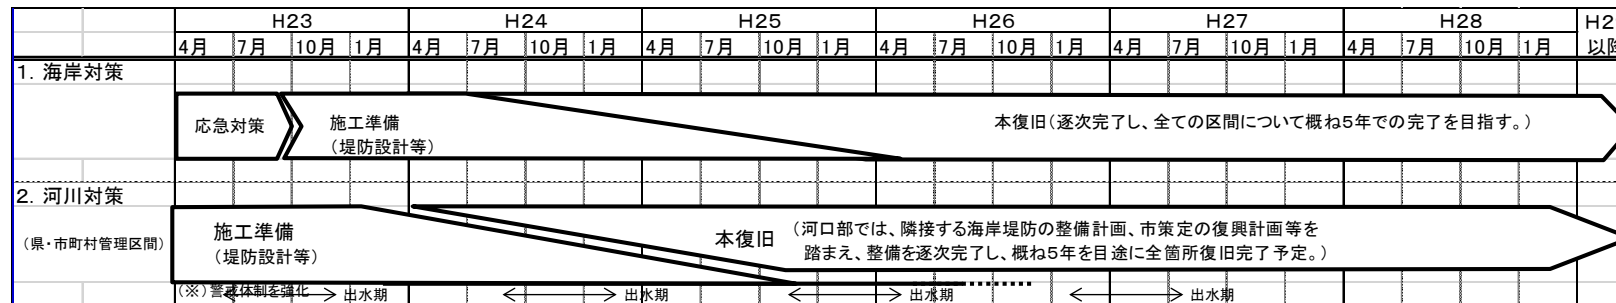 H23 H24 H25 H26 H27 H28 H2
4月 7月 10月 1月 4月 7月 10月 1月 4月 7月 10月 1月 4月 7月 10月 1月 4月 7月 10月 1月 4月 7月 10月 1月 以降
1. 海岸対策
応急対策
施工準備
(堤防設計等)
本復旧(逐次完了し、全ての区間について概ね5年での完了を目指す。)
2. 河川対策
(県・市町村管理区間)
施工準備
(堤防設計等)
本復旧
(河口部では、隣接する海岸堤防の整備計画、市策定の復興計画等を
踏まえ、整備を逐次完了し、概ね5年を目途に全箇所復旧完了予定。)
(※)警戒体制を強化
出水期 出水期 出水期 出水期